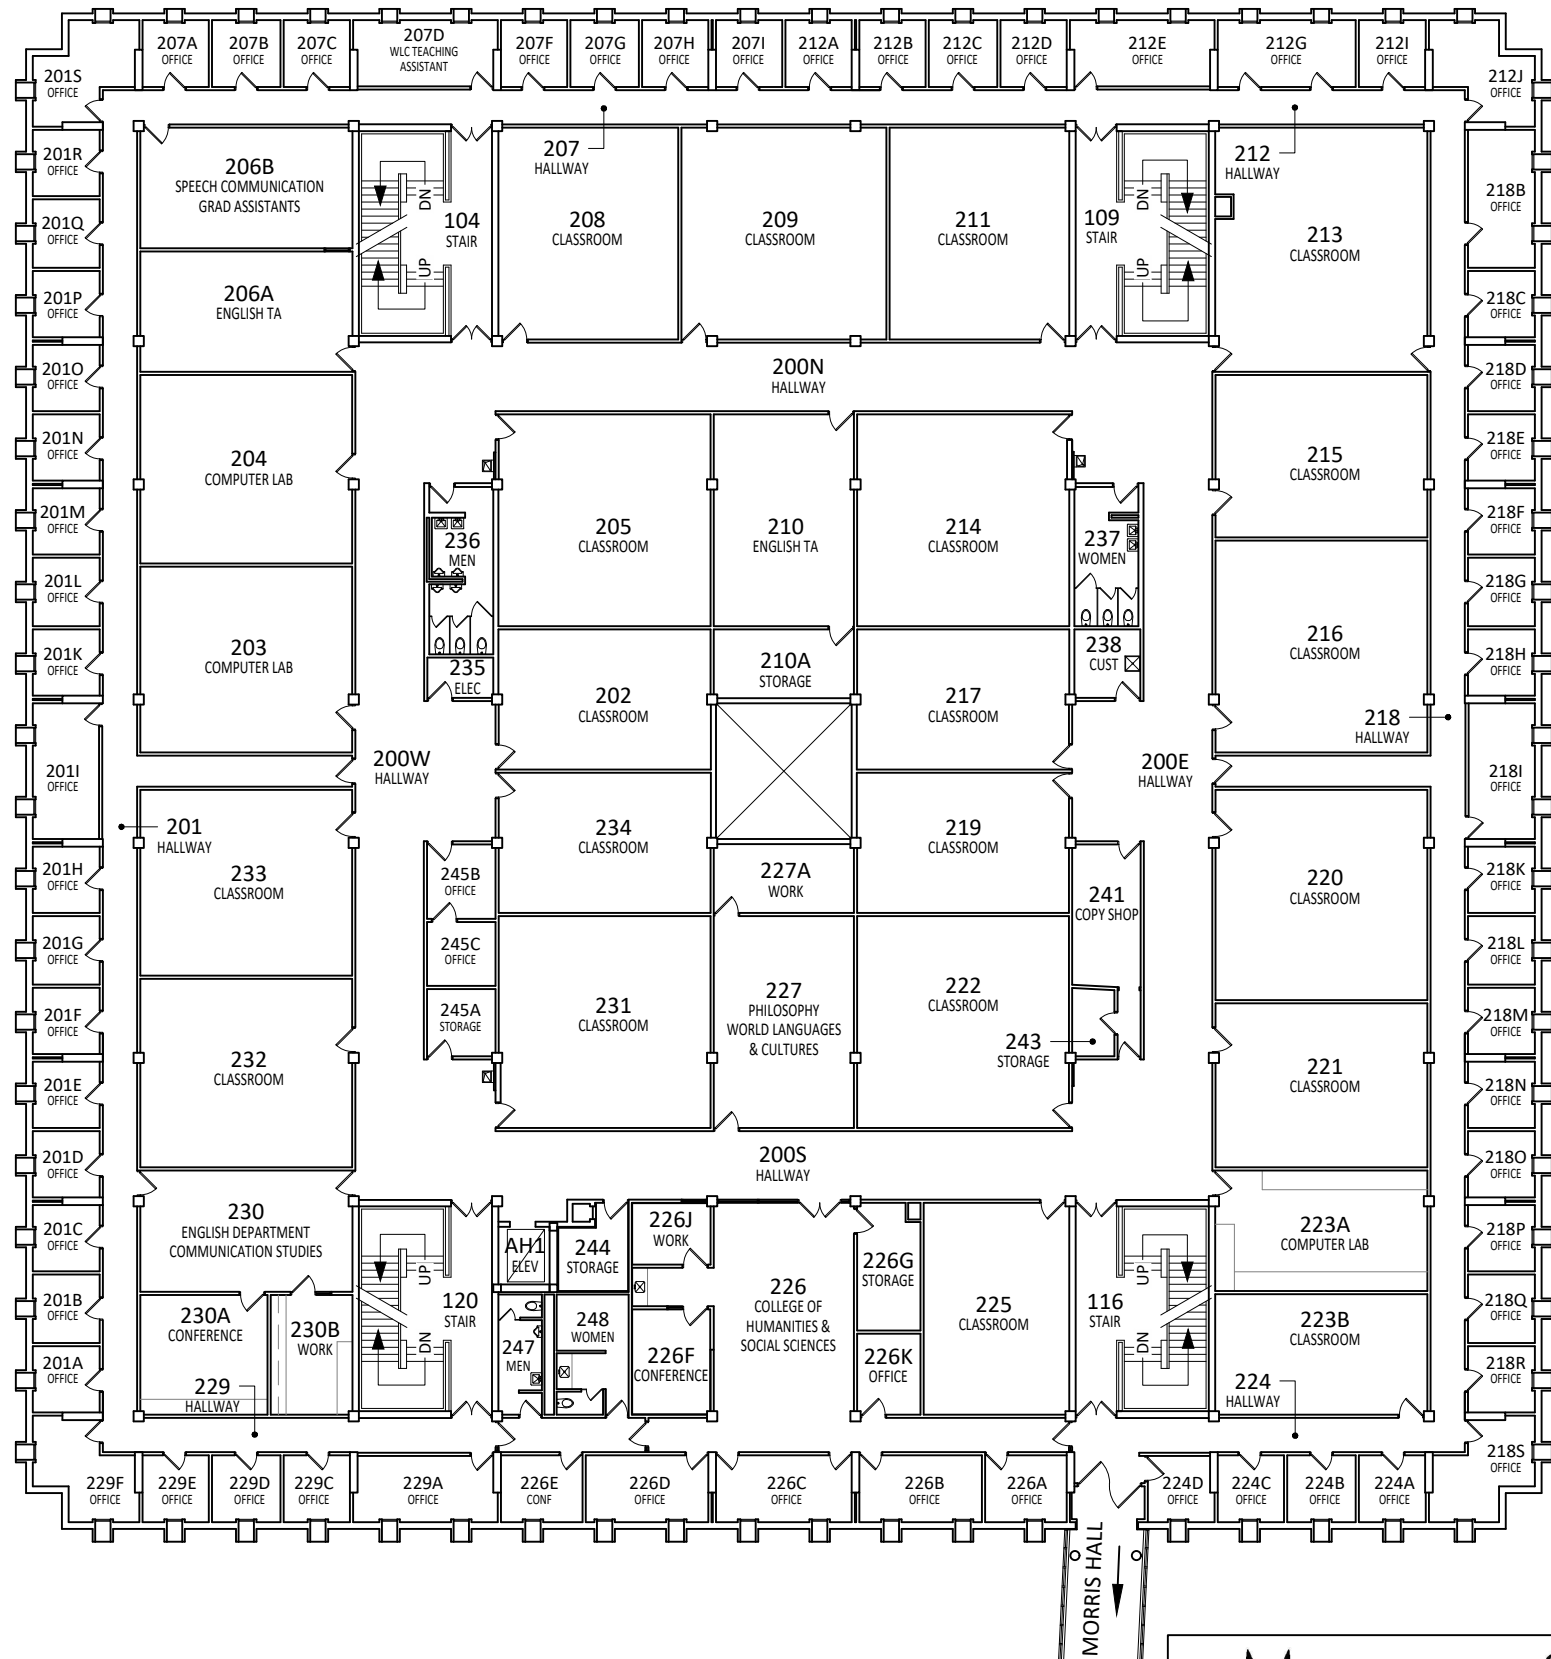 207A
OFFICE
207B
OFFICE
207C
OFFICE
207D
WLC TEACHING
ASSISTANT
207F
OFFICE
207G
OFFICE
207H
OFFICE
207I
OFFICE
212A
OFFICE
212B
OFFICE
212C
OFFICE
212D
OFFICE
212E
OFFICE
212G
OFFICE
212I
OFFICE
212J
OFFICE
201S
OFFICE
201R
OFFICE
201Q
OFFICE
201P
OFFICE
201O
OFFICE
201N
OFFICE
201M
OFFICE
201L
OFFICE
201K
OFFICE
201I
OFFICE
201
HALLWAY
201H
OFFICE
201G
OFFICE
201F
OFFICE
201E
OFFICE
201D
OFFICE
201C
OFFICE
201B
OFFICE
201A
OFFICE
206B
SPEECH COMMUNICATION
GRAD ASSISTANTS
206A
ENGLISH TA
204
COMPUTER LAB
203
COMPUTER LAB
233
CLASSROOM
232
CLASSROOM
230
ENGLISH DEPARTMENT
COMMUNICATION STUDIES
230A
CONFERENCE
230B
WORK
229
HALLWAY
DN
UP
104
STAIR
207
HALLWAY
208
CLASSROOM
209
CLASSROOM
211
CLASSROOM
109
STAIR
DN
UP
212
HALLWAY
213
CLASSROOM
200N
HALLWAY
236
MEN
235
ELEC
205
CLASSROOM
210
ENGLISH TA
214
CLASSROOM
237
WOMEN
238
CUST
202
CLASSROOM
210A
STORAGE
217
CLASSROOM
200W
HALLWAY
200E
HALLWAY
234
CLASSROOM
227A
WORK
219
CLASSROOM
245B
OFFICE
245C
OFFICE
245A
STORAGE
231
CLASSROOM
227
PHILOSOPHY
WORLD LANGUAGES
& CULTURES
222
CLASSROOM
241
COPY SHOP
243
STORAGE
200S
HALLWAY
215
CLASSROOM
216
CLASSROOM
218
HALLWAY
220
CLASSROOM
221
CLASSROOM
223A
COMPUTER LAB
223B
CLASSROOM
224
HALLWAY
218B
OFFICE
218C
OFFICE
218D
OFFICE
218E
OFFICE
218F
OFFICE
218G
OFFICE
218H
OFFICE
218I
OFFICE
218K
OFFICE
218L
OFFICE
218M
OFFICE
218N
OFFICE
218O
OFFICE
218P
OFFICE
218Q
OFFICE
218R
OFFICE
218S
OFFICE
UP
DN
120
STAIR
AH1
ELEV
244
STORAGE
247
MEN
248
WOMEN
226J
WORK
226F
CONFERENCE
226
COLLEGE OF
HUMANITIES &
SOCIAL SCIENCES
226G
STORAGE
226K
OFFICE
225
CLASSROOM
116
STAIR
UP
DN
229F
OFFICE
229E
OFFICE
229D
OFFICE
229C
OFFICE
229A
OFFICE
226E
CONF
226D
OFFICE
226C
OFFICE
226B
OFFICE
226A
OFFICE
224D
OFFICE
224C
OFFICE
224B
OFFICE
224A
OFFICE
MORRIS HALL